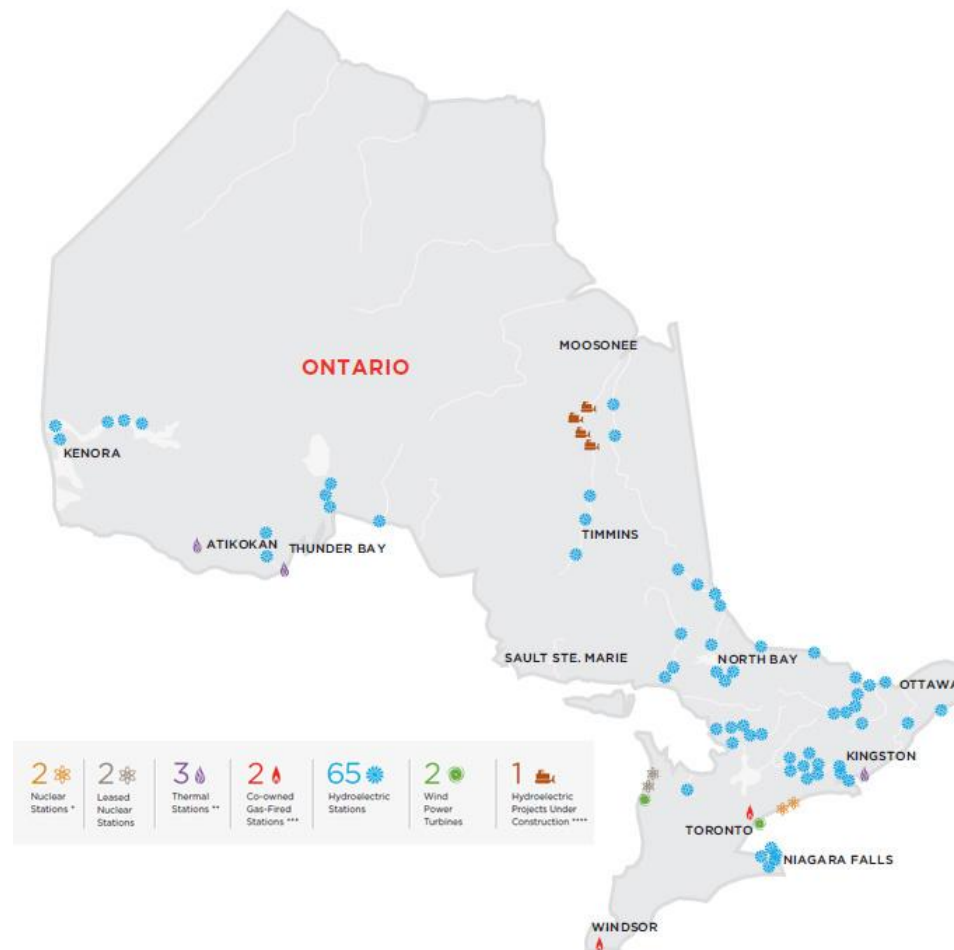 MOOSONEE
ONTARIO
KENORA
ATIKOKAN
THUNDER BAY
TIMMINS
SAULT STE. MARIE
NORTH BAY
OTTAWA
KINGSTON
TORONTO
NIAGARA FALLS
WINDSOR
2
Nuclear
Stations *
2
Leased
Nuclear
Stations
3
Thermal
Stations **
2
Co-owned
Gas-Fired
Stations ***
65
Hydroelectric
Stations
2
Wind
Power
Turbines
1
Hydroelectric
Projects Under
Construction ****